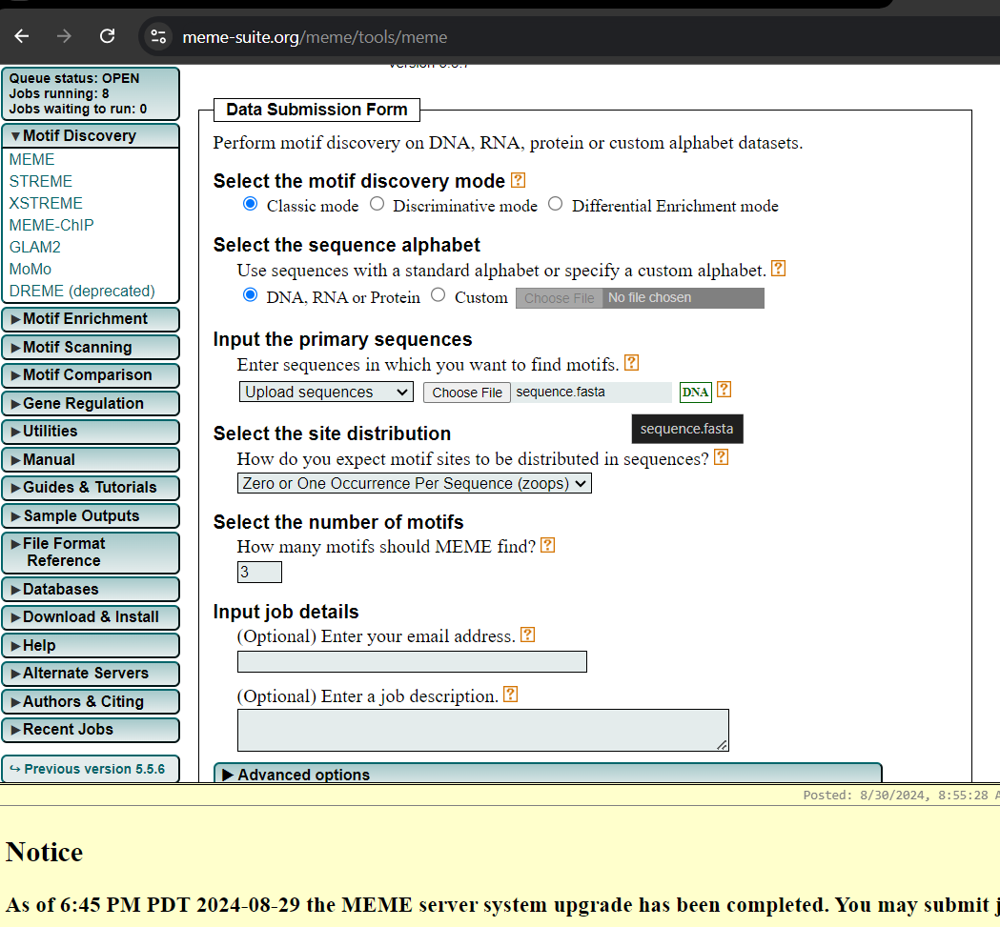 meme-suite.org/meme/tools/meme
Queue status: OPEN
Jobs running: 8
Jobs waiting to run: 0
▼Motif Discovery
MEME
STREME
XSTREME
MEME-ChIP
GLAM2
MoMo
DREME (deprecated)
►Motif Enrichment
►Motif Scanning
►Motif Comparison
►Gene Regulation
►Utilities
►Manual
►Guides & Tutorials
►Sample Outputs
►File Format
Reference
►Databases
►Download & Install
►Help
►Alternate Servers
►Authors & Citing
►Recent Jobs
↪ Previous version 5.5.6
Data Submission Form
Perform motif discovery on DNA, RNA, protein or custom alphabet datasets.
Select the motif discovery mode ?
Classic mode Discriminative mode Differential Enrichment mode
Select the sequence alphabet
Use sequences with a standard alphabet or specify a custom alphabet. ?
DNA, RNA or Protein Custom Choose File No file chosen
Input the primary sequences
Enter sequences in which you want to find motifs. ?
Upload sequences Choose File sequence.fasta DNA ?
sequence.fasta
Select the site distribution
How do you expect motif sites to be distributed in sequences? ?
Zero or One Occurrence Per Sequence (zoops)
Select the number of motifs
How many motifs should MEME find? ?
3
Input job details
(Optional) Enter your email address. ?
(Optional) Enter a job description. ?
► Advanced options
Posted: 8/30/2024, 8:55:28
Notice
As of 6:45 PM PDT 2024-08-29 the MEME server system upgrade has been completed. You may submit